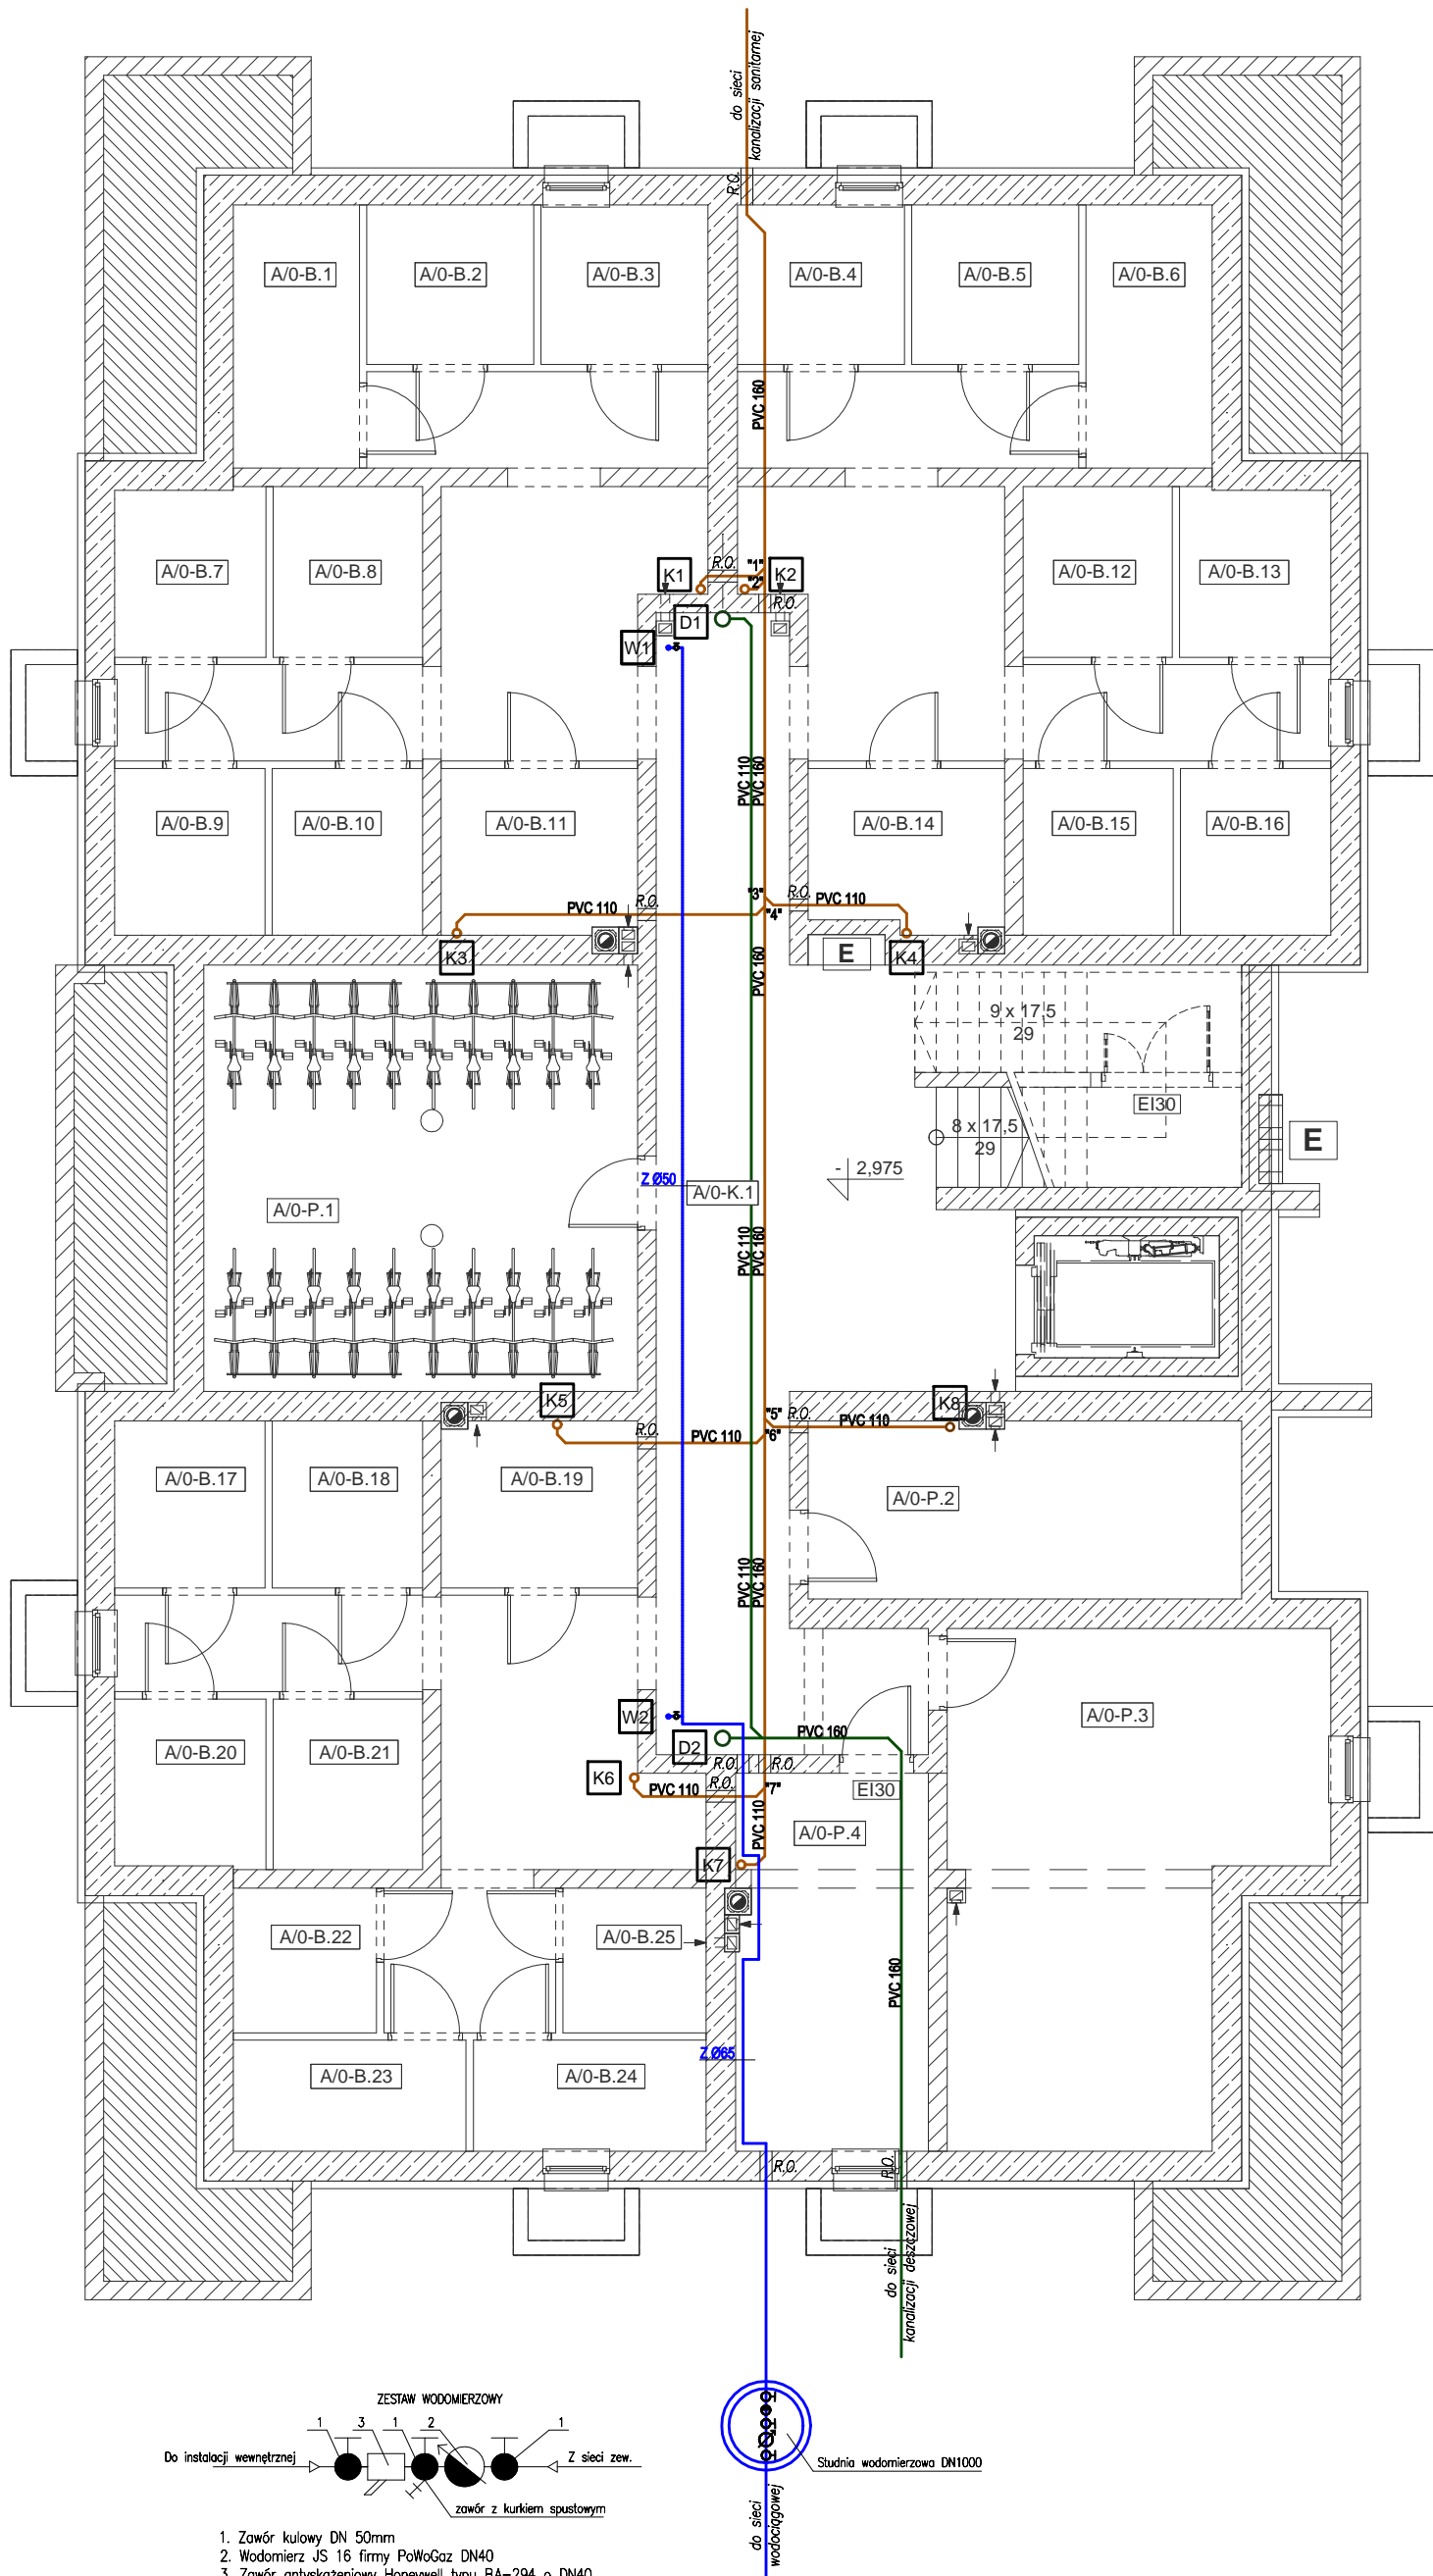 do sieci
kanalizacji sanitarnej
R.O.
A/0-B.1
A/0-B.2
A/0-B.3
A/0-B.4
A/0-B.5
A/0-B.6
PVC 160
A/0-B.7
A/0-B.8
K1
R.O.
"1"
"2"
K2
A/0-B.12
A/0-B.13
R.O.
D1
W1
PVC 110
PVC 160
A/0-B.9
A/0-B.10
A/0-B.11
A/0-B.14
A/0-B.15
A/0-B.16
PVC 110
R.O.
"3"
"4"
R.O.
PVC 110
K3
PVC 160
E
K4
9 x 17,5
29
EI30
8 x 17,5
29
E
Z Ø50
A/0-K.1
- 2,975
A/0-P.1
PVC 110
PVC 160
K5
K8
R.O.
"5"
"6"
R.O.
PVC 110
PVC 110
A/0-B.17
A/0-B.18
A/0-B.19
A/0-P.2
PVC 110
PVC 160
W2
D2
PVC 160
A/0-P.3
A/0-B.20
A/0-B.21
R.O.
R.O.
K6
PVC 110
R.O.
"7"
EI30
PVC 110
A/0-P.4
K7
A/0-B.22
A/0-B.25
PVC 160
Z Ø65
A/0-B.23
A/0-B.24
R.O.
R.O.
do sieci
kanalizacji deszczowej
ZESTAW WODOMIERZOWY
1
3
1
2
1
Do instalacji wewnętrznej
Z sieci zew.
zawór z kurkiem spustowym
Studnia wodomierzowa DN1000
do sieci
wodociągowej
1. Zawór kulowy DN 50mm
2. Wodomierz JS 16 firmy PoWoGaz DN40
3. Zawór antyskażeniowy Honeywell typu BA-294 o DN40